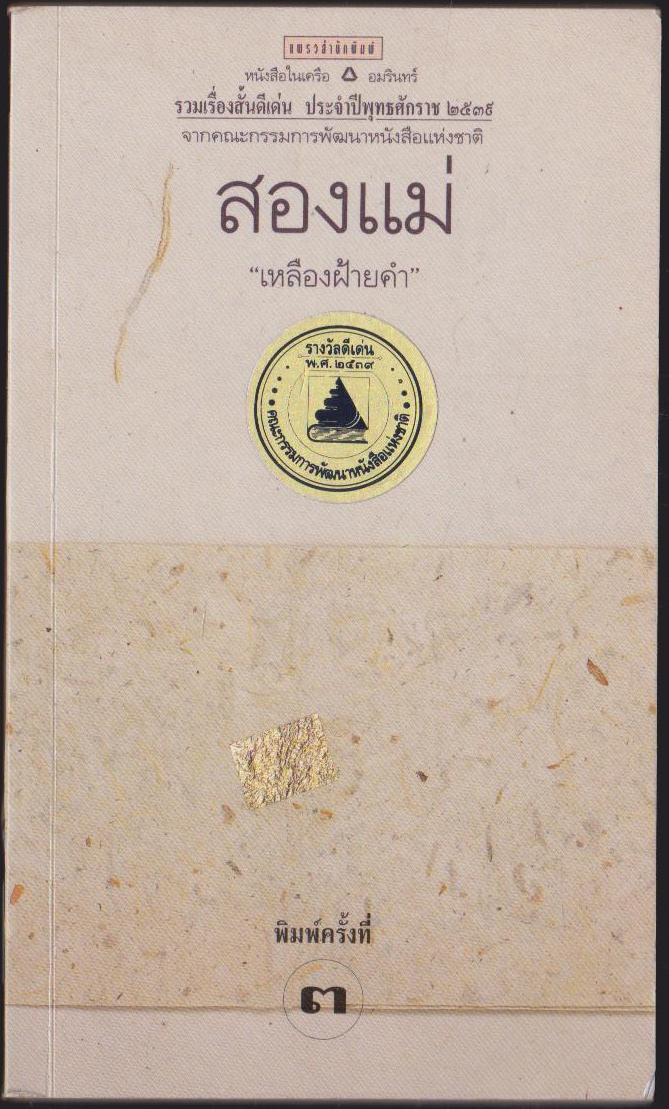 แพรวสำนักพิมพ์
หนังสือในเครือ อมรินทร์
รวมเรื่องสั้นดีเด่น ประจำปีพุทธศักราช ๒๕๓๙
จากคณะกรรมการพัฒนาหนังสือแห่งชาติ
สองแม่
“เหลืองฝ้ายคำ”
รางวัลดีเด่น
พ.ศ. ๒๕๓๙
คณะกรรมการพัฒนาหนังสือแห่งชาติ
พิมพ์ครั้งที่
๓